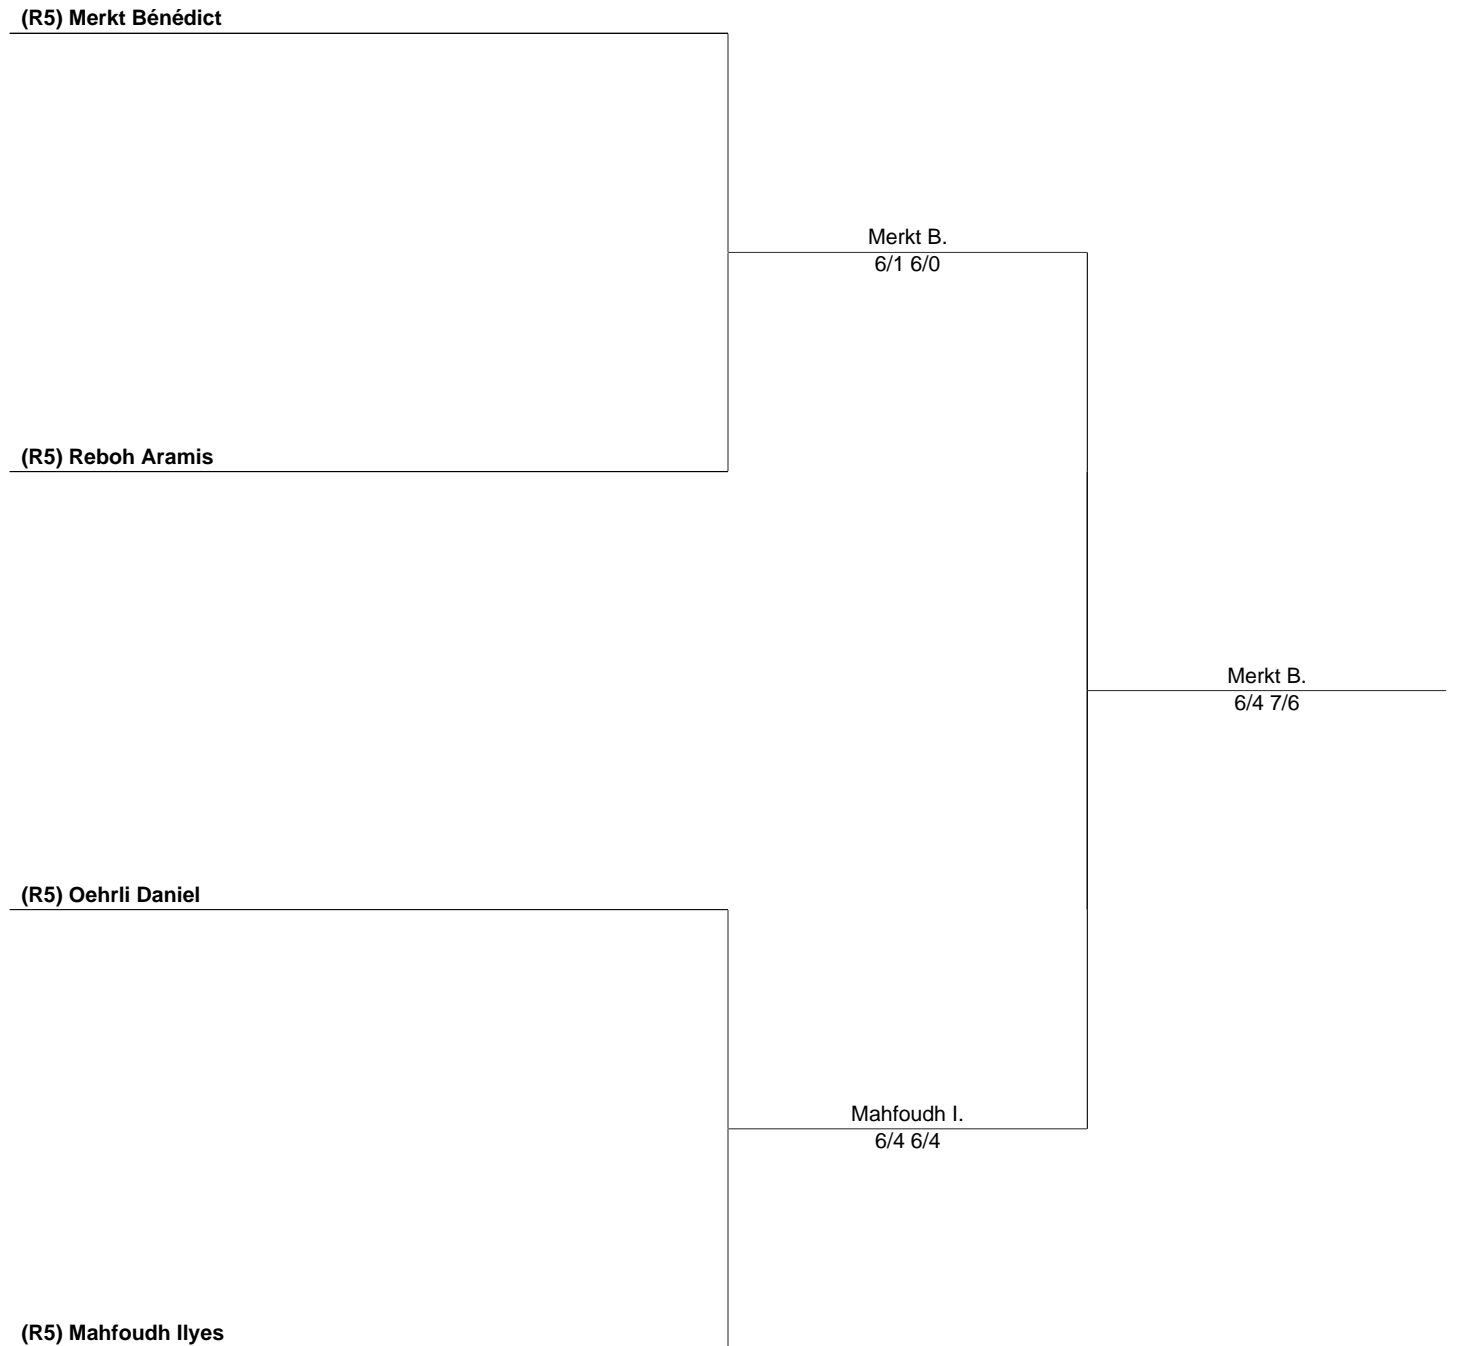 (R5) Merkt Bénédict
Merkt B.
6/1 6/0
(R5) Reboh Aramis
Merkt B.
6/4 7/6
(R5) Oehrli Daniel
Mahfoudh I.
6/4 6/4
(R5) Mahfoudh Ilyes